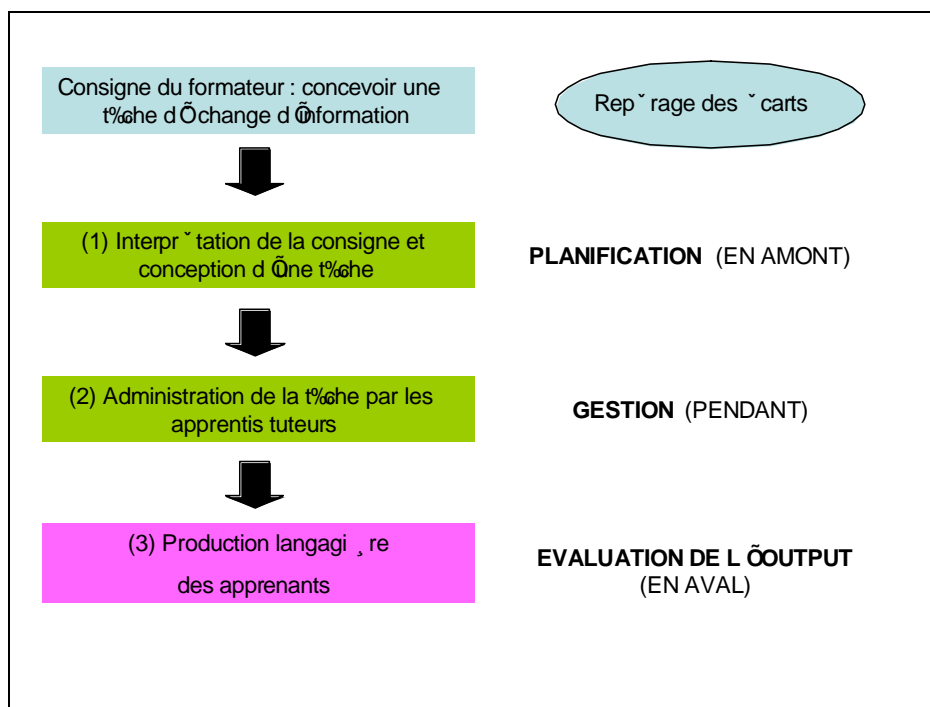 Consigne du formateur : concevoir une
t‰che d Õchange d Õinformation
Rep ˇ rage des ˇ carts
(1) Interpr ˇ tation de la consigne et
conception d Õune t‰che
PLANIFICATION (EN AMONT)
(2) Administration de la t‰che par les
apprentis tuteurs
GESTION (PENDANT)
(3) Production langagi ¸ re
des apprenants
EVALUATION DE L ÕOUTPUT
(EN AVAL)